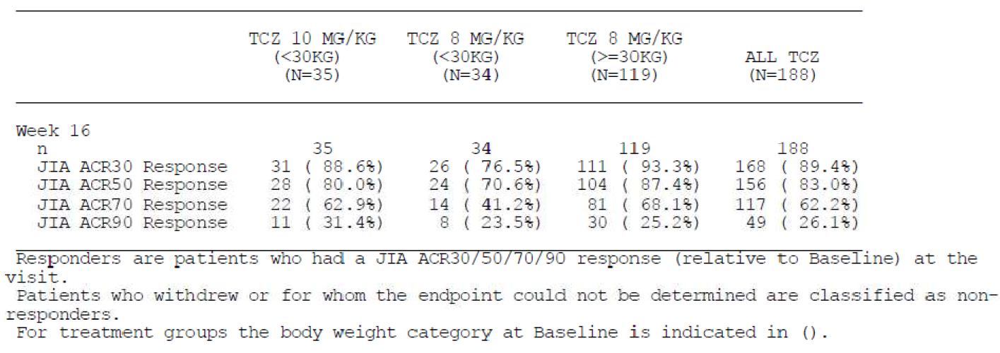 TCZ 10 MG/KG TCZ 8 MG/KG TCZ 8 MG/KG
(<30KG) (<30KG) (>=30KG) ALL TCZ
(N=35) (N=34) (N=119) (N=188)
Week 16
n 35 34 119 188
JIA ACR30 Response 31 ( 88.6%) 26 ( 76.5%) 111 ( 93.3%) 168 ( 89.4%)
JIA ACR50 Response 28 ( 80.0%) 24 ( 70.6%) 104 ( 87.4%) 156 ( 83.0%)
JIA ACR70 Response 22 ( 62.9%) 14 ( 41.2%) 81 ( 68.1%) 117 ( 62.2%)
JIA ACR90 Response 11 ( 31.4%) 8 ( 23.5%) 30 ( 25.2%) 49 ( 26.1%)
Responders are patients who had a JIA ACR30/50/70/90 response (relative to Baseline) at the
visit.
Patients who withdrew or for whom the endpoint could not be determined are classified as non-
responders.
For treatment groups the body weight category at Baseline is indicated in ().